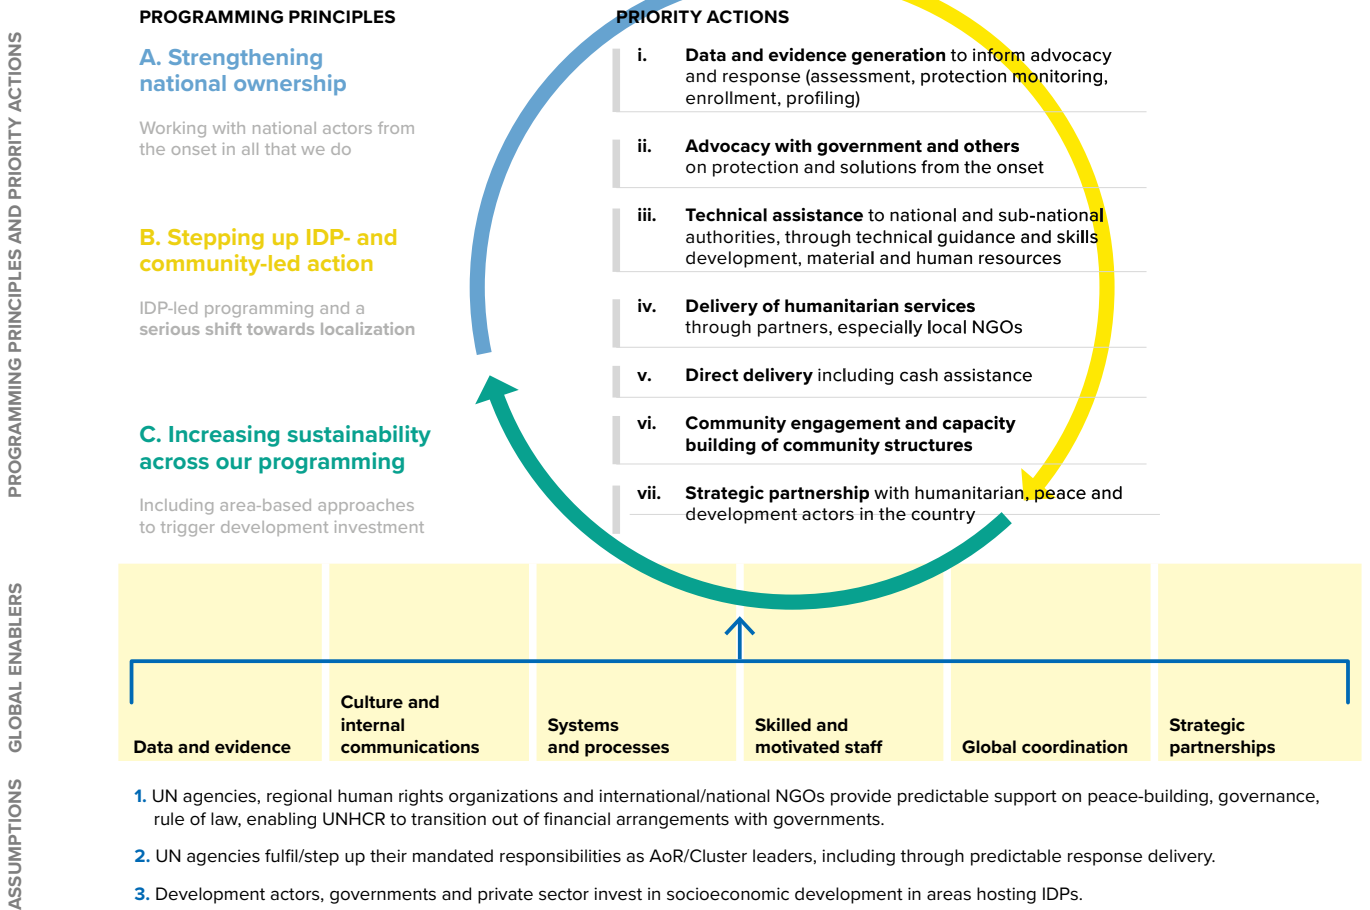 PROGRAMMING PRINCIPLES AND PRIORITY ACTIONS
PROGRAMMING PRINCIPLES
A. Strengthening
national ownership
Working with national actors from
the onset in all that we do
B. Stepping up IDP- and
community-led action
IDP-led programming and a
serious shift towards localization
C. Increasing sustainability
across our programming
Including area-based approaches
to trigger development investment
PRIORITY ACTIONS
i. Data and evidence generation to inform advocacy
and response (assessment, protection monitoring,
enrollment, profiling)
ii. Advocacy with government and others
on protection and solutions from the onset
iii. Technical assistance to national and sub-national
authorities, through technical guidance and skills
development, material and human resources
iv. Delivery of humanitarian services
through partners, especially local NGOs
v. Direct delivery including cash assistance
vi. Community engagement and capacity
building of community structures
vii. Strategic partnership with humanitarian, peace and
development actors in the country
GLOBAL ENABLERS
Data and evidence
Culture and
internal
communications
Systems
and processes
Skilled and
motivated staff
Global coordination
Strategic
partnerships
ASSUMPTIONS
1. UN agencies, regional human rights organizations and international/national NGOs provide predictable support on peace-building, governance,
rule of law, enabling UNHCR to transition out of financial arrangements with governments.
2. UN agencies fulfil/step up their mandated responsibilities as AoR/Cluster leaders, including through predictable response delivery.
3. Development actors, governments and private sector invest in socioeconomic development in areas hosting IDPs.